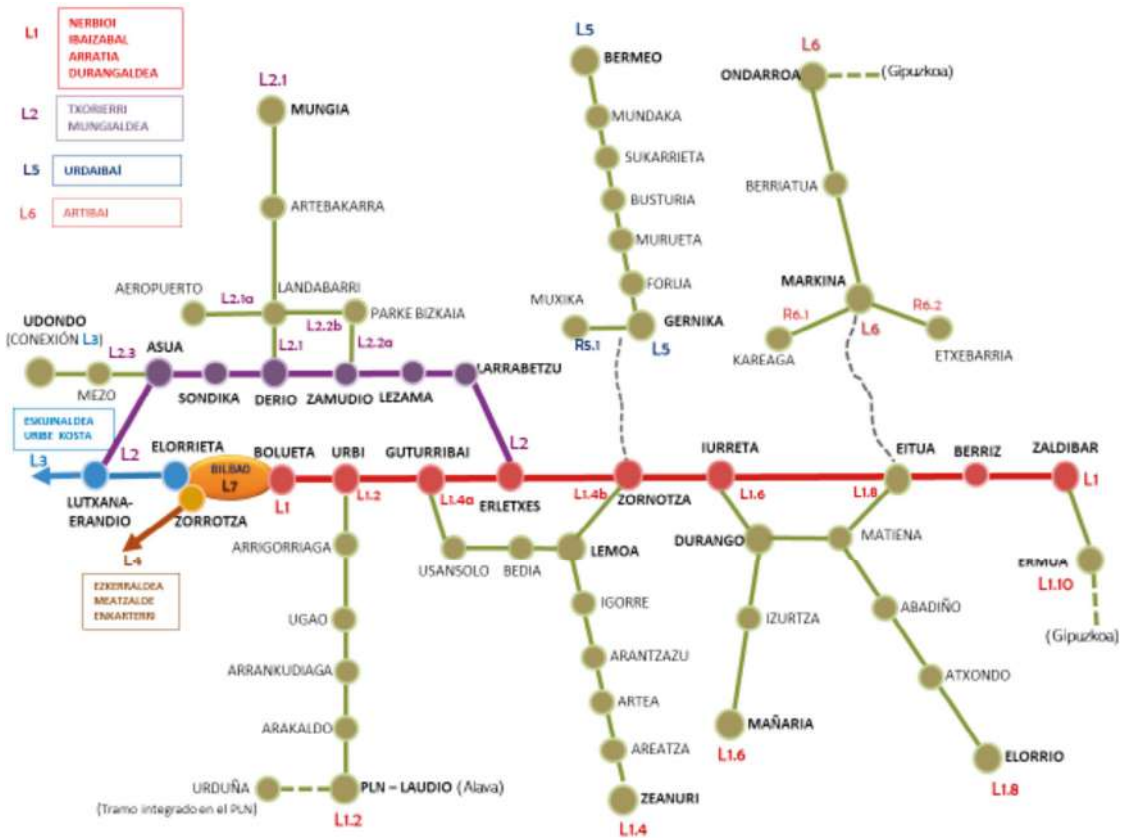 L1
NERBIOI
IBAIZABAL
ARRATIA
DURANGALDEA
L2
TXORIERRI
MUNGIALDEA
L5
URDAIBAI
L6
ARTIBAI
L2.1
MUNGIA
ARTEBAKARRA
AEROPUERTO
LANDABARRI
L2.1a
L2.2b
PARKE BIZKAIA
UDONDO
(CONEXIÓN L3)
L2.3
ASUA
L2.1
L2.2a
LARRABETZU
MEZO
SONDIKA
DERIO
ZAMUDIO
LEZAMA
L5
BERMEO
MUNDAKA
SUKARRIETA
BUSTURIA
MURUETA
FORUA
MUXIKA
GERNIKA
R5.1
L5
L6
ONDARROA
(Gipuzkoa)
BERRIATUA
MARKINA
R6.1
R6.2
L6
KAREAGA
ETXEBARRIA
ESKUINALDEA
URIBE KOSTA
L3
L2
ELORRIETA
BILBAO
L7
BOLUETA
URBI
GUTURRIBAI
L2
IURRETA
EITUA
BERRIZ
ZALDIBAR
LUTXANA-
ERANDIO
ZORROTZA
L1
L1.2
L1.4a
ERLETXES
L1.4b
ZORNOTZA
L1.6
L1.8
L1
L4
EZKERRALDEA
MEATZALDE
ENKARTERRI
ARRIGORRIAGA
USANSOLO
BEDIA
LEMOA
DURANGO
MATIENA
ERMUA
L1.10
(Gipuzkoa)
UGAO
IGORRE
IZURTZA
ABADIÑO
ARRANKUDIAGA
ARANTZAZU
ATXONDO
ARTEA
ARAKALDO
AREATZA
MAÑARIA
L1.6
ELORRIO
L1.8
URDUÑA
(Tramo integrado en el PLN)
PLN – LAUDIO (Álava)
L1.2
ZEANURI
L1.4